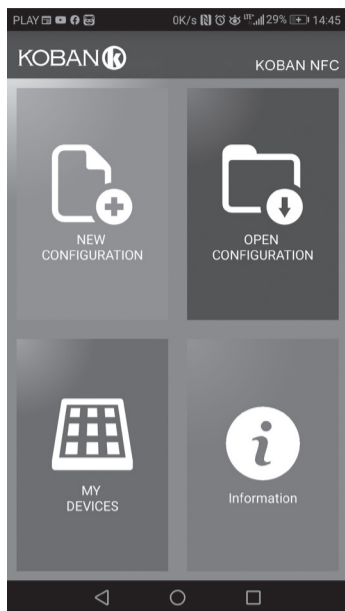 PLAY 0K/s 29% 14:45
KOBAN k
KOBAN NFC
NEW
CONFIGURATION
OPEN
CONFIGURATION
MY
DEVICES
i
Information